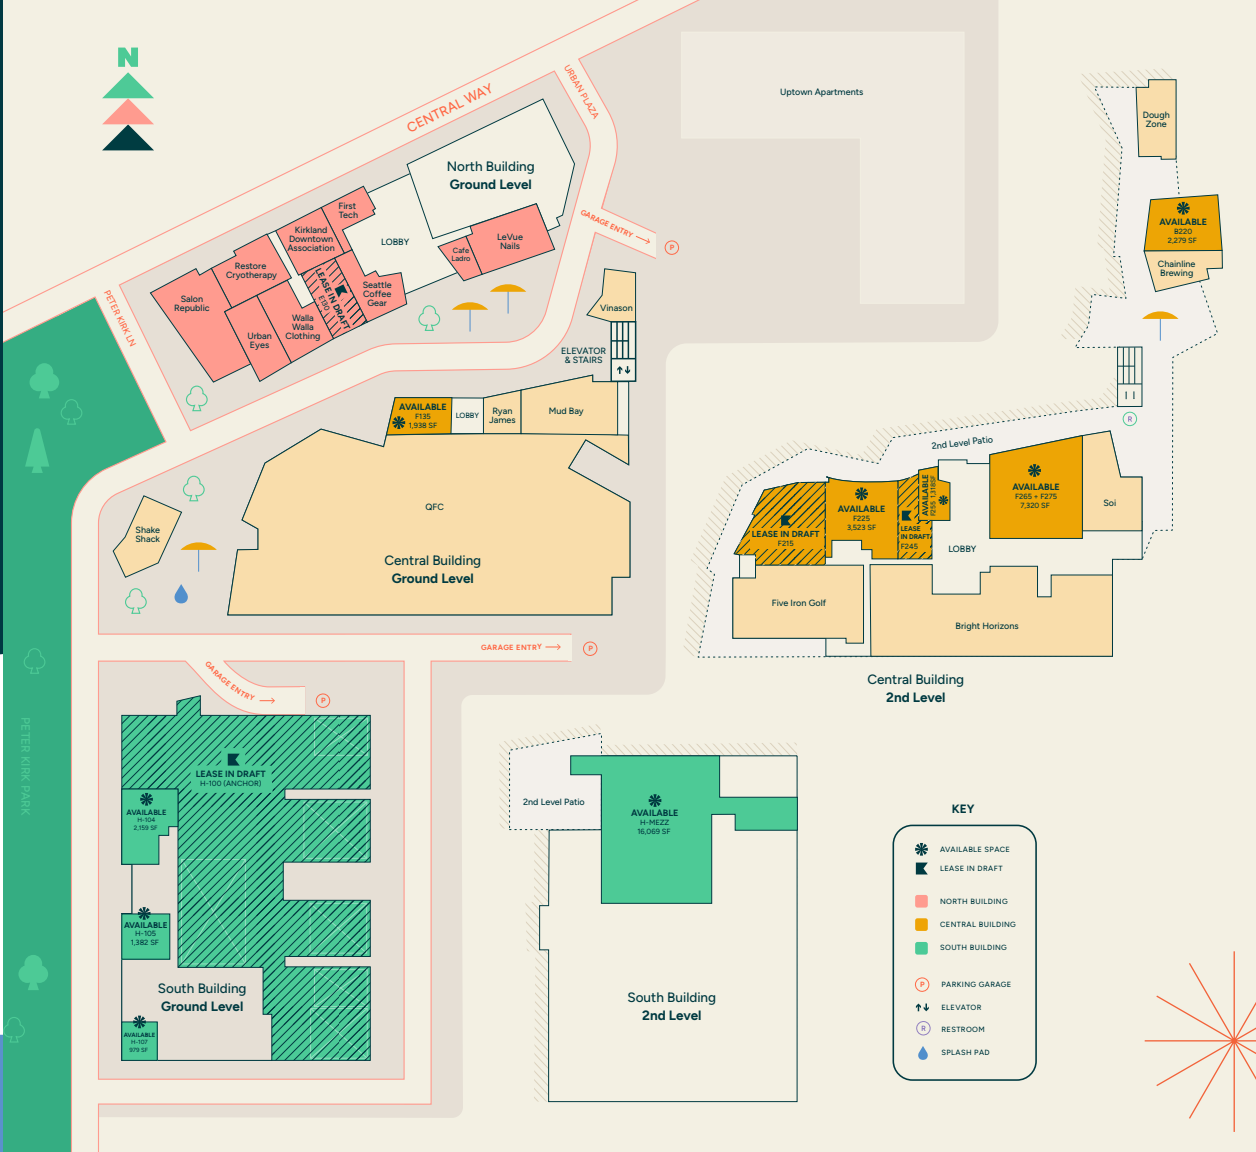 N
CENTRAL WAY
URBAN PLAZA
Uptown Apartments
North Building
Ground Level
First
Tech
Kirkland
Downtown
Association
LOBBY
Cafe
Ladro
LeVue
Nails
GARAGE ENTRY
P
Restore
Cryotherapy
Salon
Republic
LEASE IN DRAFT
E130
Seattle
Coffee
Gear
Urban
Eyes
Walla
Walla
Clothing
PETER KIRK LN
Vinason
ELEVATOR
& STAIRS
AVAILABLE
F135
1,938 SF
LOBBY
Ryan
James
Mud Bay
QFC
Central Building
Ground Level
Shake
Shack
GARAGE ENTRY
P
GARAGE ENTRY
P
PETER KIRK PARK
LEASE IN DRAFT
H-100 (ANCHOR)
AVAILABLE
H-104
2,159 SF
AVAILABLE
H-105
1,382 SF
South Building
Ground Level
AVAILABLE
H-107
979 SF
Dough
Zone
AVAILABLE
B220
2,279 SF
Chainline
Brewing
R
2nd Level Patio
LEASE IN DRAFT
F215
AVAILABLE
F225
3,523 SF
LEASE
IN DRAFT
F245
AVAILABLE
F255 1,318SF
AVAILABLE
F265 + F275
7,320 SF
Soi
LOBBY
Five Iron Golf
Bright Horizons
Central Building
2nd Level
2nd Level Patio
AVAILABLE
H-MEZZ
16,069 SF
South Building
2nd Level
KEY
AVAILABLE SPACE
LEASE IN DRAFT
NORTH BUILDING
CENTRAL BUILDING
SOUTH BUILDING
P PARKING GARAGE
ELEVATOR
R RESTROOM
SPLASH PAD